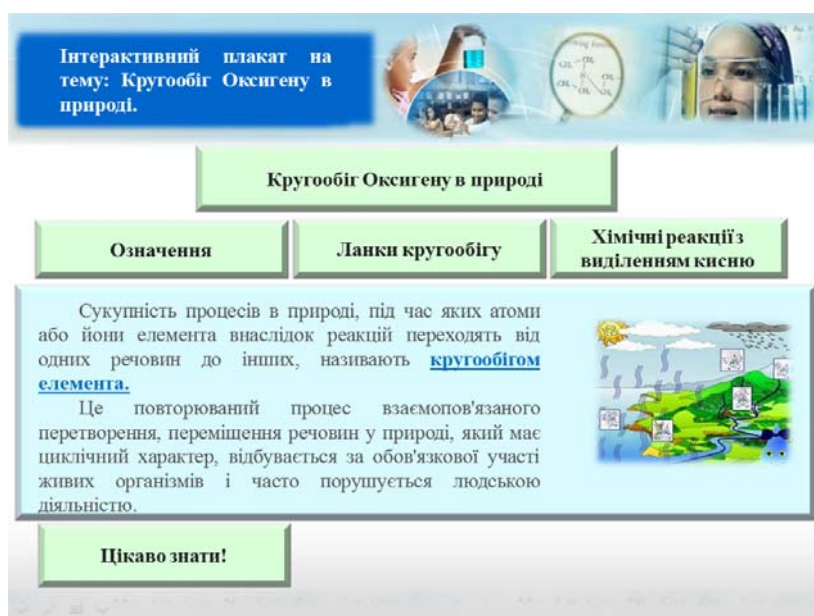 Інтерактивний плакат на
тему: Кругообіг Оксигену в
природі.
Кругообіг Оксигену в природі
Означення
Ланки кругообігу
Хімічні реакції з
виділенням кисню
Сукупність процесів в природі, під час яких атоми
або йони елемента внаслідок реакцій переходять від
одних речовин до інших, називають кругообігом
елемента.
Це повторюваний процес взаємопов'язаного
перетворення, переміщення речовин у природі, який має
циклічний характер, відбувається за обов'язкової участі
живих організмів і часто порушується людською
діяльністю.
Цікаво знати!